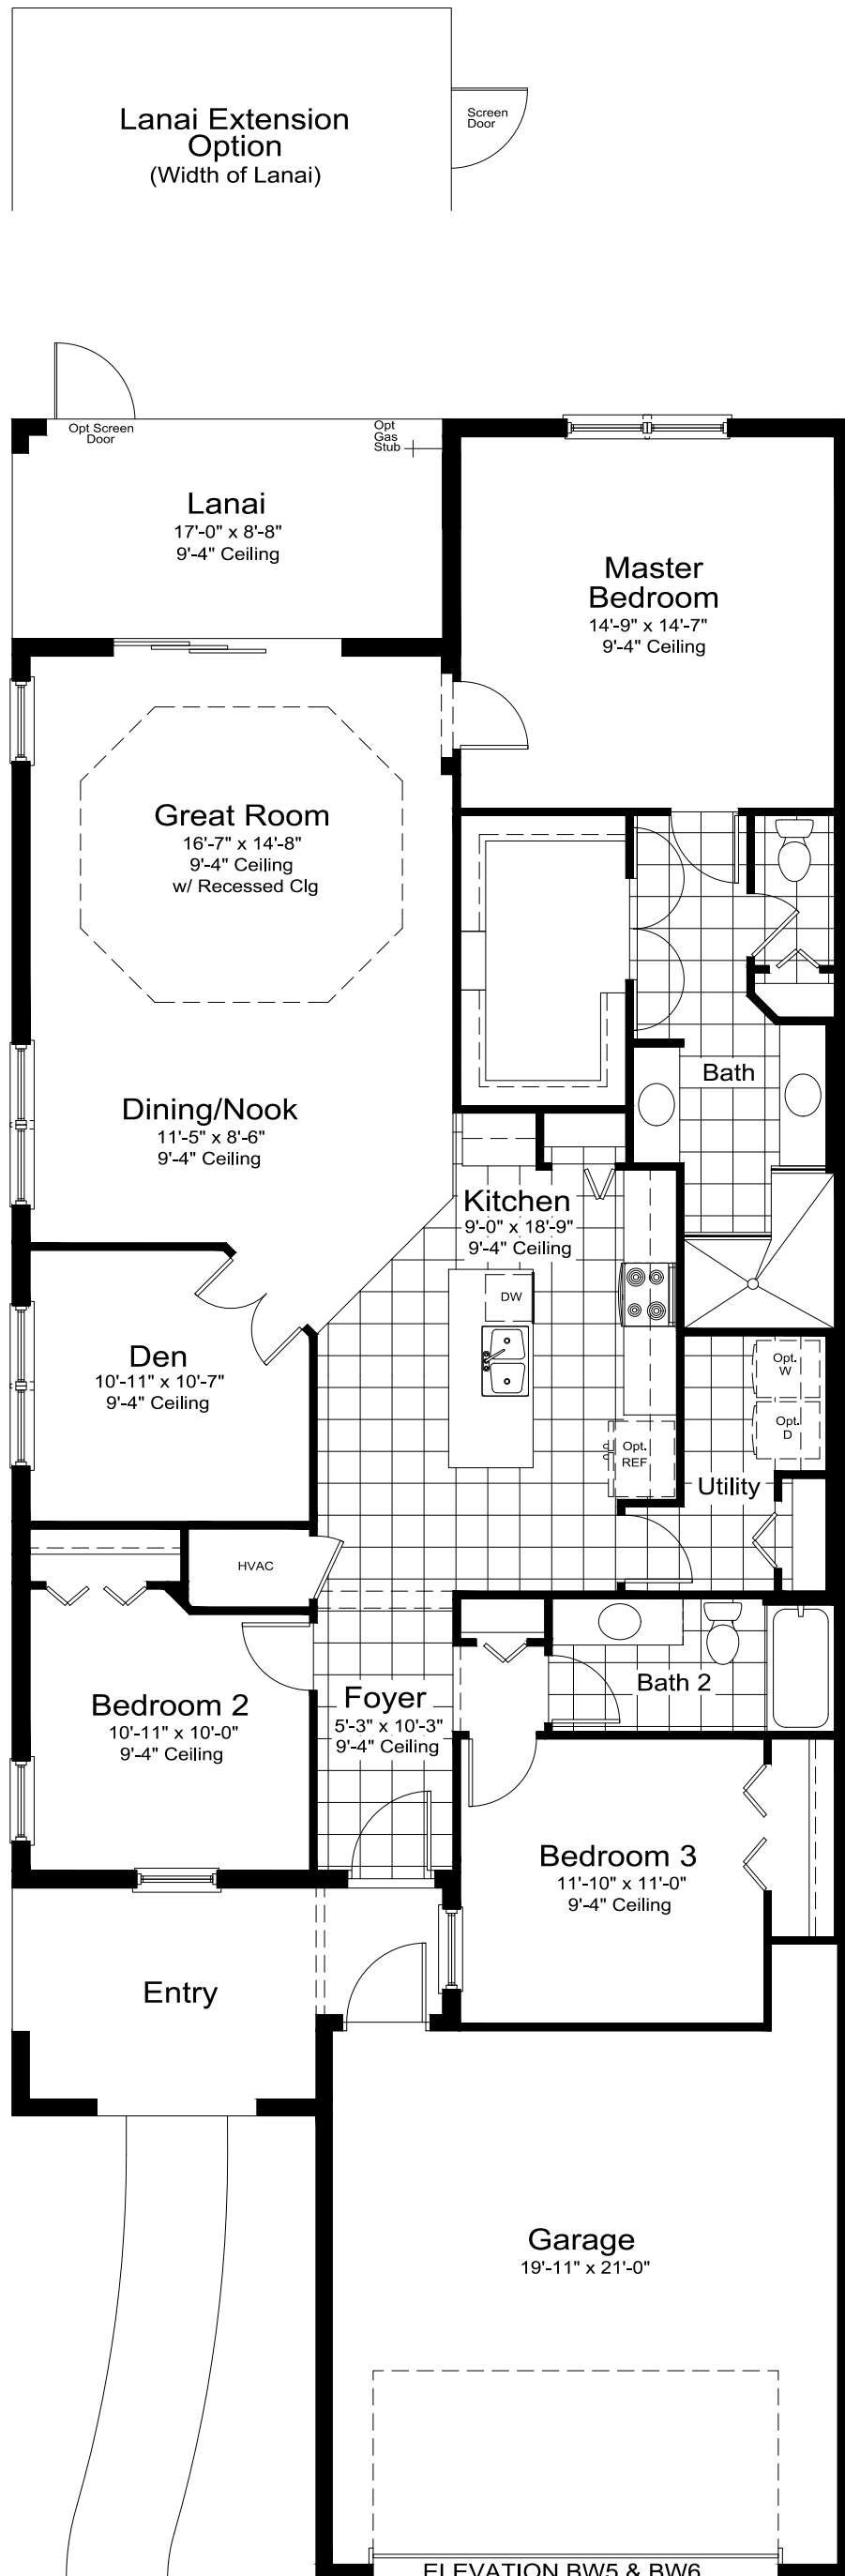 Lanai Extension
Option
(Width of Lanai)
Screen
Door
Opt Screen
Door
Opt
Gas
Stub
Lanai
17'-0" x 8'-8"
9'-4" Ceiling
Master
Bedroom
14'-9" x 14'-7"
9'-4" Ceiling
Great Room
16'-7" x 14'-8"
9'-4" Ceiling
w/ Recessed Clg
Bath
Dining/Nook
11'-5" x 8'-6"
9'-4" Ceiling
Kitchen
9'-0" x 18'-9"
9'-4" Ceiling
DW
Den
10'-11" x 10'-7"
9'-4" Ceiling
Opt.
W
Opt.
D
Opt.
REF
Utility
HVAC
Bath 2
Foyer
5'-3" x 10'-3"
9'-4" Ceiling
Bedroom 2
10'-11" x 10'-0"
9'-4" Ceiling
Bedroom 3
11'-10" x 11'-0"
9'-4" Ceiling
Entry
Garage
19'-11" x 21'-0"
ELEVATION BW5 & BW6